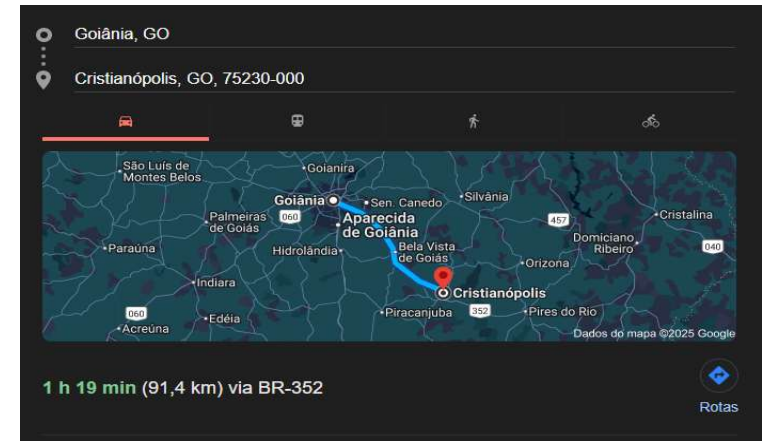 Goiânia, GO
Cristianópolis, GO, 75230-000
São Luís de
Montes Belos
Goianira
Goiânia
Sen. Canedo
Silvânia
Palmeiras
de Goiás
060
Aparecida
de Goiânia
457
Cristalina
Paraúna
Hidrolândia
Bela Vista
de Goiás
Domiciano
Ribeiro
040
Orizona
Indiara
Cristianópolis
060
Acreúna
Edéia
Piracanjuba
352
Pires do Rio
Dados do mapa ©2025 Google
1 h 19 min (91,4 km) via BR-352
Rotas